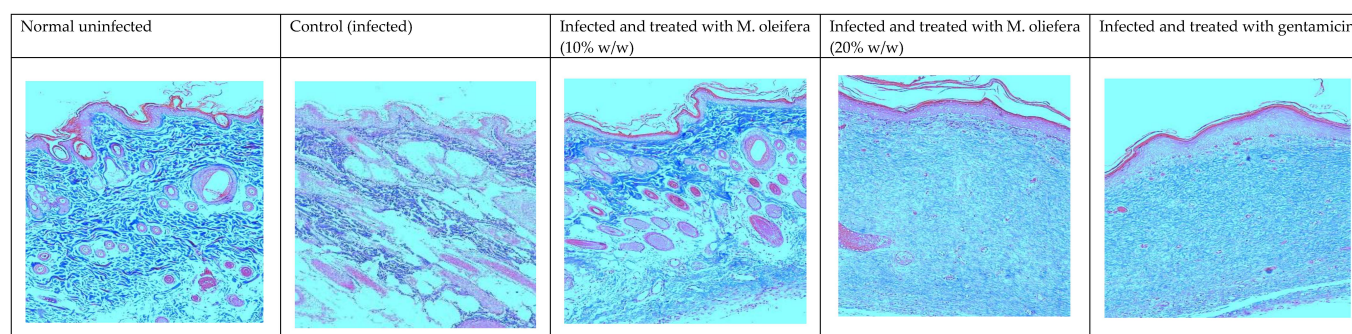 Normal uninfected
Control (infected)
Infected and treated with M. oleifera
(10% w/w)
Infected and treated with M. oliefera
(20% w/w)
Infected and treated with gentamicin